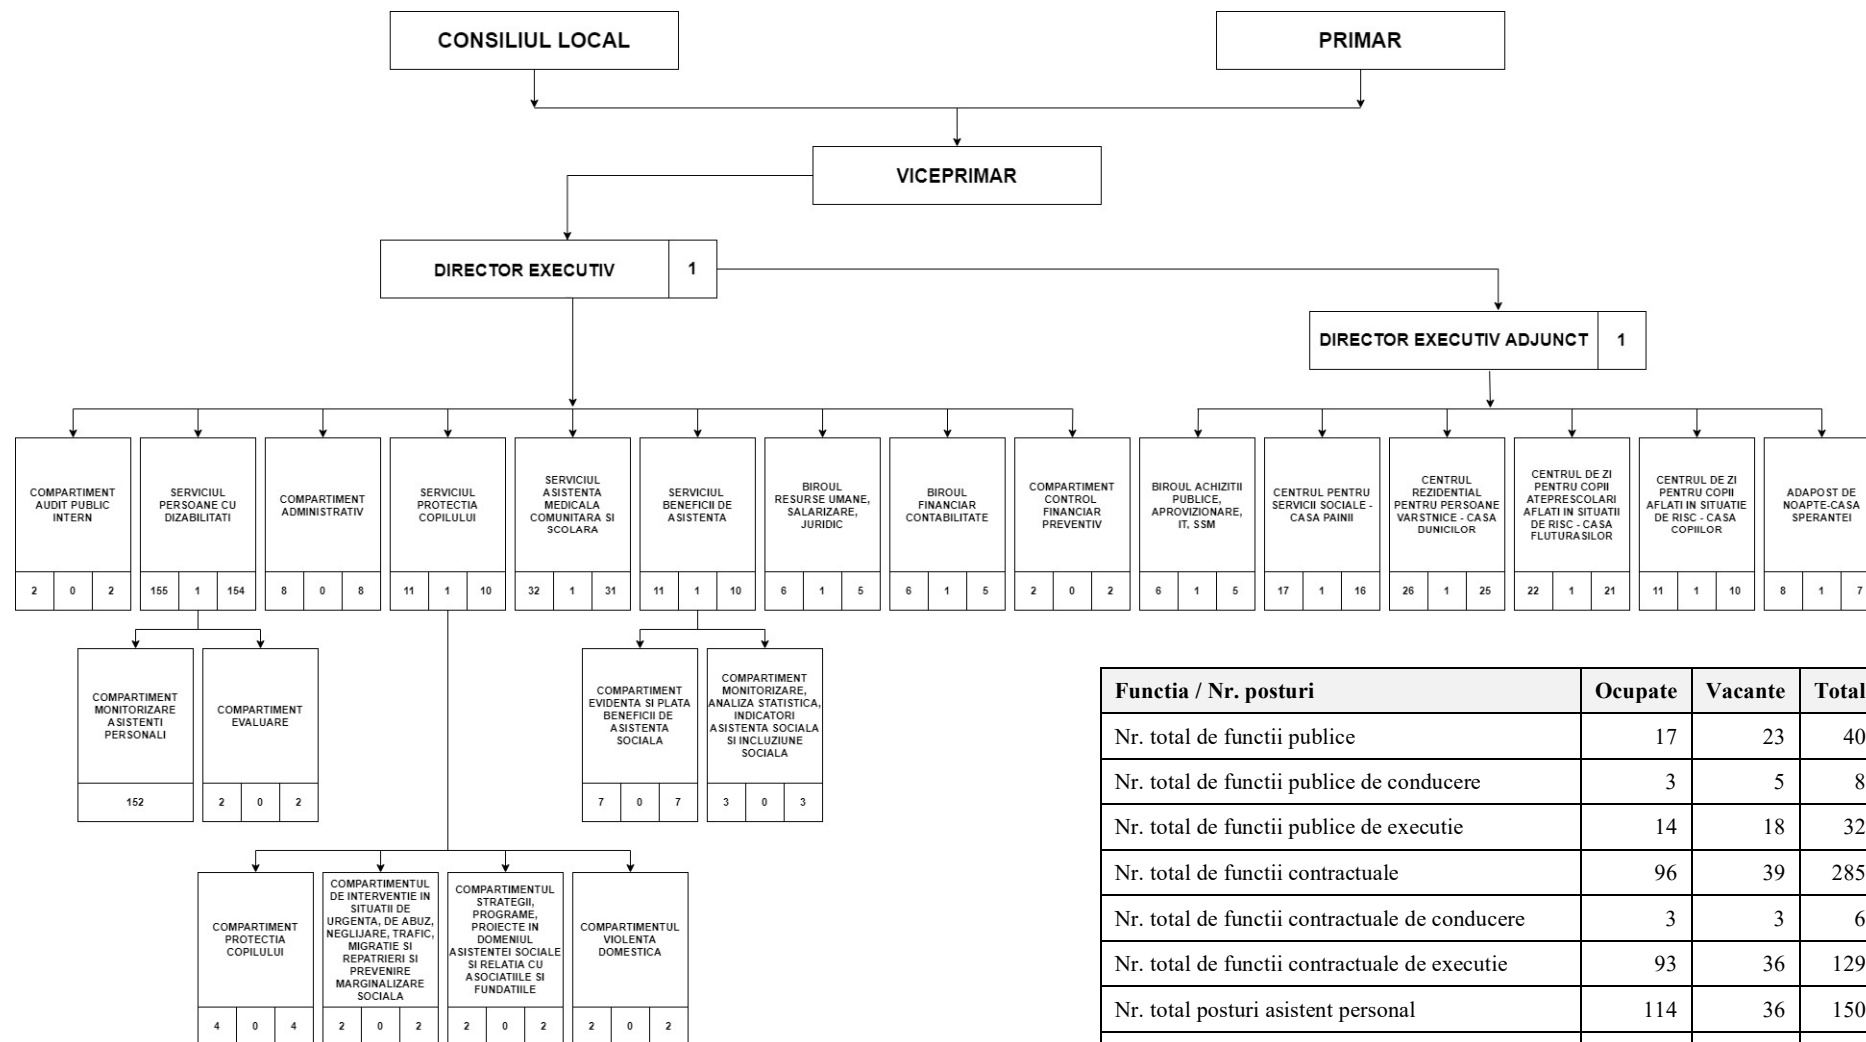 CONSILIUL LOCAL
PRIMAR
VICEPRIMAR
DIRECTOR EXECUTIV
1
DIRECTOR EXECUTIV ADJUNCT
1
COMPARTIMENT
AUDIT PUBLIC
INTERN
2 0 2
SERVICIUL
PERSOANE CU
DIZABILITATI
155 1 154
COMPARTIMENT
ADMINISTRATIV
8 0 8
SERVICIUL
PROTECTIA
COPILULUI
11 1 10
SERVICIUL
ASISTENTA
MEDICALA
COMUNITARA SI
SCOLARA
32 1 31
SERVICIUL
BENEFICII DE
ASISTENTA
11 1 10
BIROUL
RESURSE UMANE,
SALARIZARE,
JURIDIC
6 1 5
BIROUL
FINANCIAR
CONTABILITATE
6 1 5
COMPARTIMENT
CONTROL
FINANCIAR
PREVENTIV
2 0 2
BIROUL ACHIZITII
PUBLICE,
APROVIZIONARE,
IT, SSM
6 1 5
CENTRUL PENTRU
SERVICII SOCIALE -
CASA PAINII
17 1 16
CENTRUL
REZIDENTIAL
PENTRU PERSOANE
VARSTNICE - CASA
DUNICILOR
26 1 25
CENTRUL DE ZI
PENTRU COPII
ATEPRESCOLARI
AFLATI IN SITUATII
DE RISC - CASA
FLUTURASILOR
22 1 21
CENTRUL DE ZI
PENTRU COPII
AFLATI IN SITUATIE
DE RISC - CASA
COPIILOR
11 1 10
ADAPOST DE
NOAPTE-CASA
SPERANTEI
8 1 7
COMPARTIMENT
MONITORIZARE
ASISTENTI
PERSONALI
152
COMPARTIMENT
EVALUARE
2 0 2
COMPARTIMENT
EVIDENTA SI PLATA
BENEFICII DE
ASISTENTA
SOCIALA
7 0 7
COMPARTIMENT
MONITORIZARE,
ANALIZA STATISTICA,
INDICATORI
ASISTENTA SOCIALA
SI INCLUZIUNE
SOCIALA
3 0 3
COMPARTIMENT
PROTECTIA
COPILULUI
4 0 4
COMPARTIMENTUL
DE INTERVENTIE IN
SITUATII DE
URGENTA, DE ABUZ,
NEGLIJARE, TRAFIC,
MIGRATIE SI
REPATRIERI SI
PREVENIRE
MARGINALIZARE
SOCIALA
2 0 2
COMPARTIMENTUL
STRATEGII,
PROGRAME,
PROIECTE IN
DOMENIUL
ASISTENTEI SOCIALE
SI RELATIA CU
ASOCIATIILE SI
FUNDATIILE
2 0 2
COMPARTIMENTUL
VIOLENTA
DOMESTICA
2 0 2
Functia / Nr. posturi Ocupate Vacante Total
Nr. total de functii publice 17 23 40
Nr. total de functii publice de conducere 3 5 8
Nr. total de functii publice de executie 14 18 32
Nr. total de functii contractuale 96 39 285
Nr. total de functii contractuale de conducere 3 3 6
Nr. total de functii contractuale de executie 93 36 129
Nr. total posturi asistent personal 114 36 150